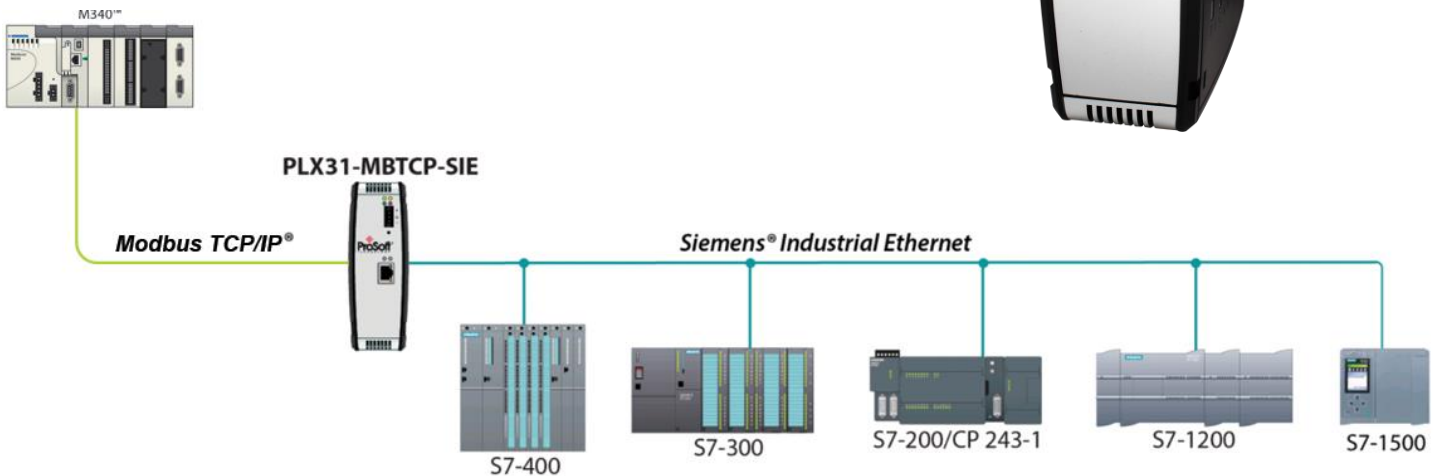 M340™
PLX31-MBTCP-SIE
Modbus TCP/IP®
ProSoft®
Siemens® Industrial Ethernet
S7-400
S7-300
S7-200/CP 243-1
S7-1200
S7-1500